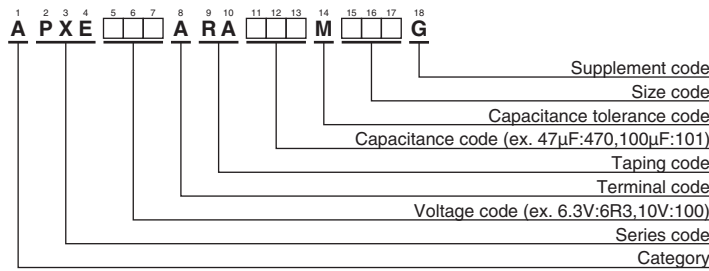 1 2 3 4 5 6 7 8 9 10 11 12 13 14 15 16 17 18
A P X E A R A M G
Supplement code
Size code
Capacitance tolerance code
Capacitance code (ex. 47μF:470,100μF:101)
Taping code
Terminal code
Voltage code (ex. 6.3V:6R3,10V:100)
Series code
Category